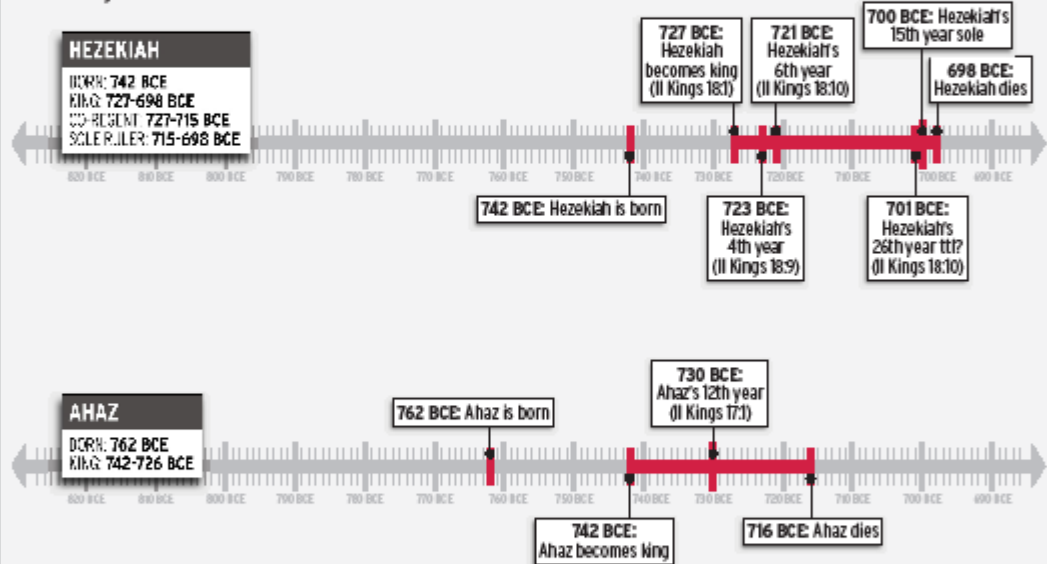 HEZEKIAH
BORN: 742 BCE
KING: 727-698 BCE
CO-REGENT: 727-715 BCE
SOLE RULER: 715-698 BCE
727 BCE:
Hezekiah
becomes king
(II Kings 18:1)
721 BCE:
Hezekiah's
6th year
(II Kings 18:10)
700 BCE: Hezekiah's
15th year sole
698 BCE:
Hezekiah dies
820 BCE 810 BCE 800 BCE 790 BCE 780 BCE 770 BCE 760 BCE 750 BCE 740 BCE 730 BCE 720 BCE 710 BCE 700 BCE 690 BCE
742 BCE: Hezekiah is born
723 BCE:
Hezekiah's
4th year
(II Kings 18:9)
701 BCE:
Hezekiah's
26th year ttl?
(II Kings 18:10)
AHAZ
BORN: 762 BCE
KING: 742-726 BCE
762 BCE: Ahaz is born
730 BCE:
Ahaz's 12th year
(II Kings 17:1)
820 BCE 810 BCE 800 BCE 790 BCE 780 BCE 770 BCE 760 BCE 750 BCE 740 BCE 730 BCE 720 BCE 710 BCE 700 BCE 690 BCE
742 BCE:
Ahaz becomes king
716 BCE: Ahaz dies